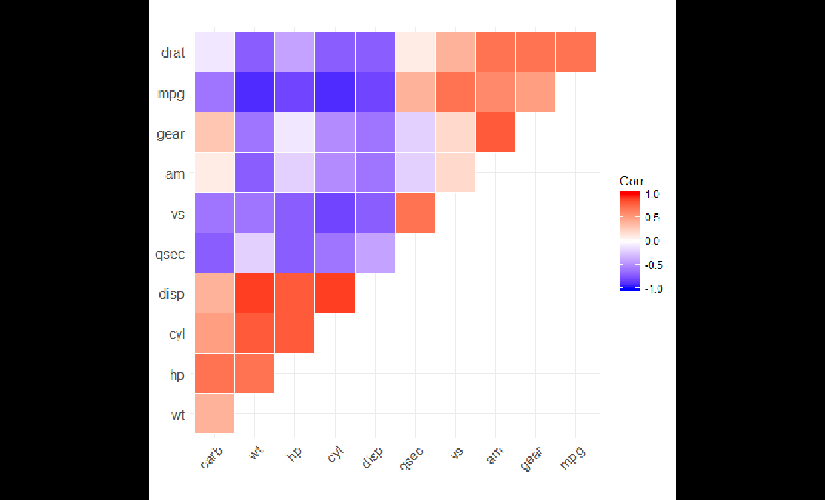 drat
mpg
gear
am
vs
qsec
disp
cyl
hp
wt
carb
wt
hp
cyl
disp
qsec
vs
am
gear
mpg
Corr
1.0
0.5
0.0
-0.5
-1.0